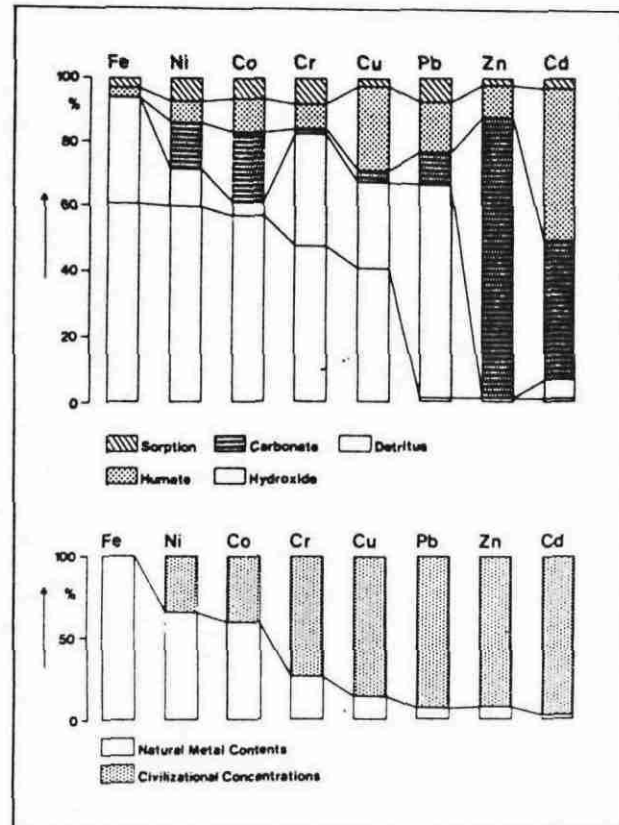 Fe Ni Co Cr Cu Pb Zn Cd
100
%
80
60
40
20
0
Sorption Carbonate Detritus
Humate Hydroxide
Fe Ni Co Cr Cu Pb Zn Cd
100
%
50
0
Natural Metal Contents
Civilizational Concentrations